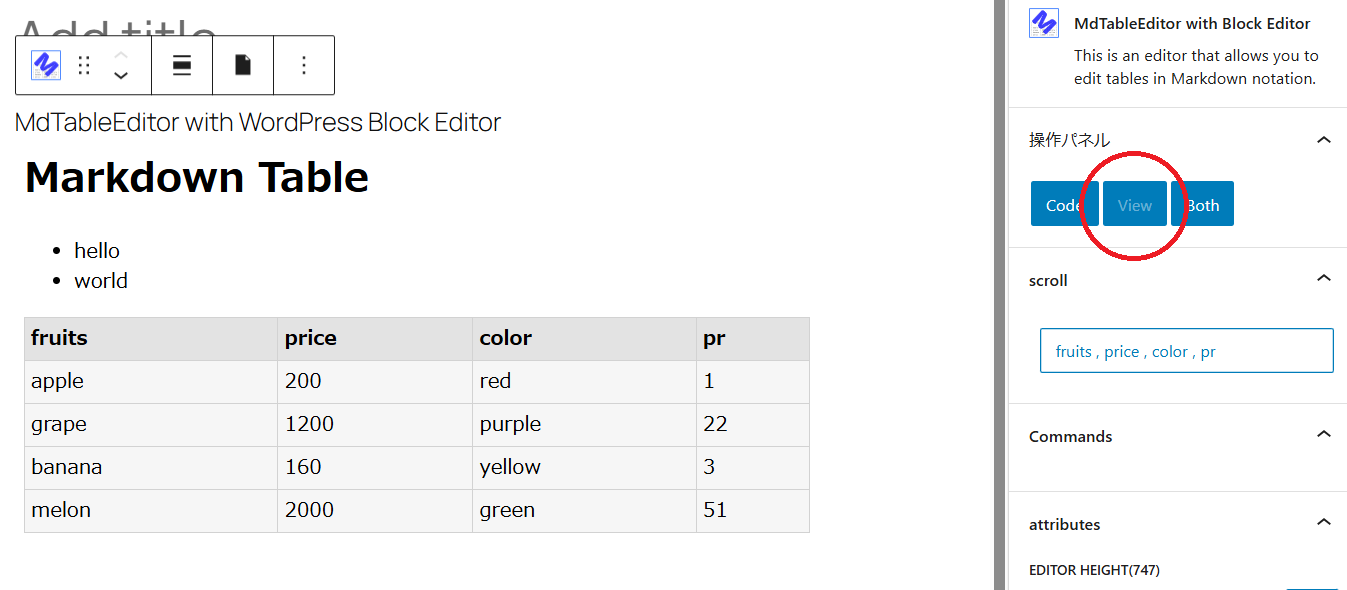 Add title
MdTableEditor with WordPress Block Editor
Markdown Table
hello
world
fruits price color pr
apple 200 red 1
grape 1200 purple 22
banana 160 yellow 3
melon 2000 green 51
MdTableEditor with Block Editor
This is an editor that allows you to
edit tables in Markdown notation.
操作パネル
Code View Both
scroll
fruits , price , color , pr
Commands
attributes
EDITOR HEIGHT(747)